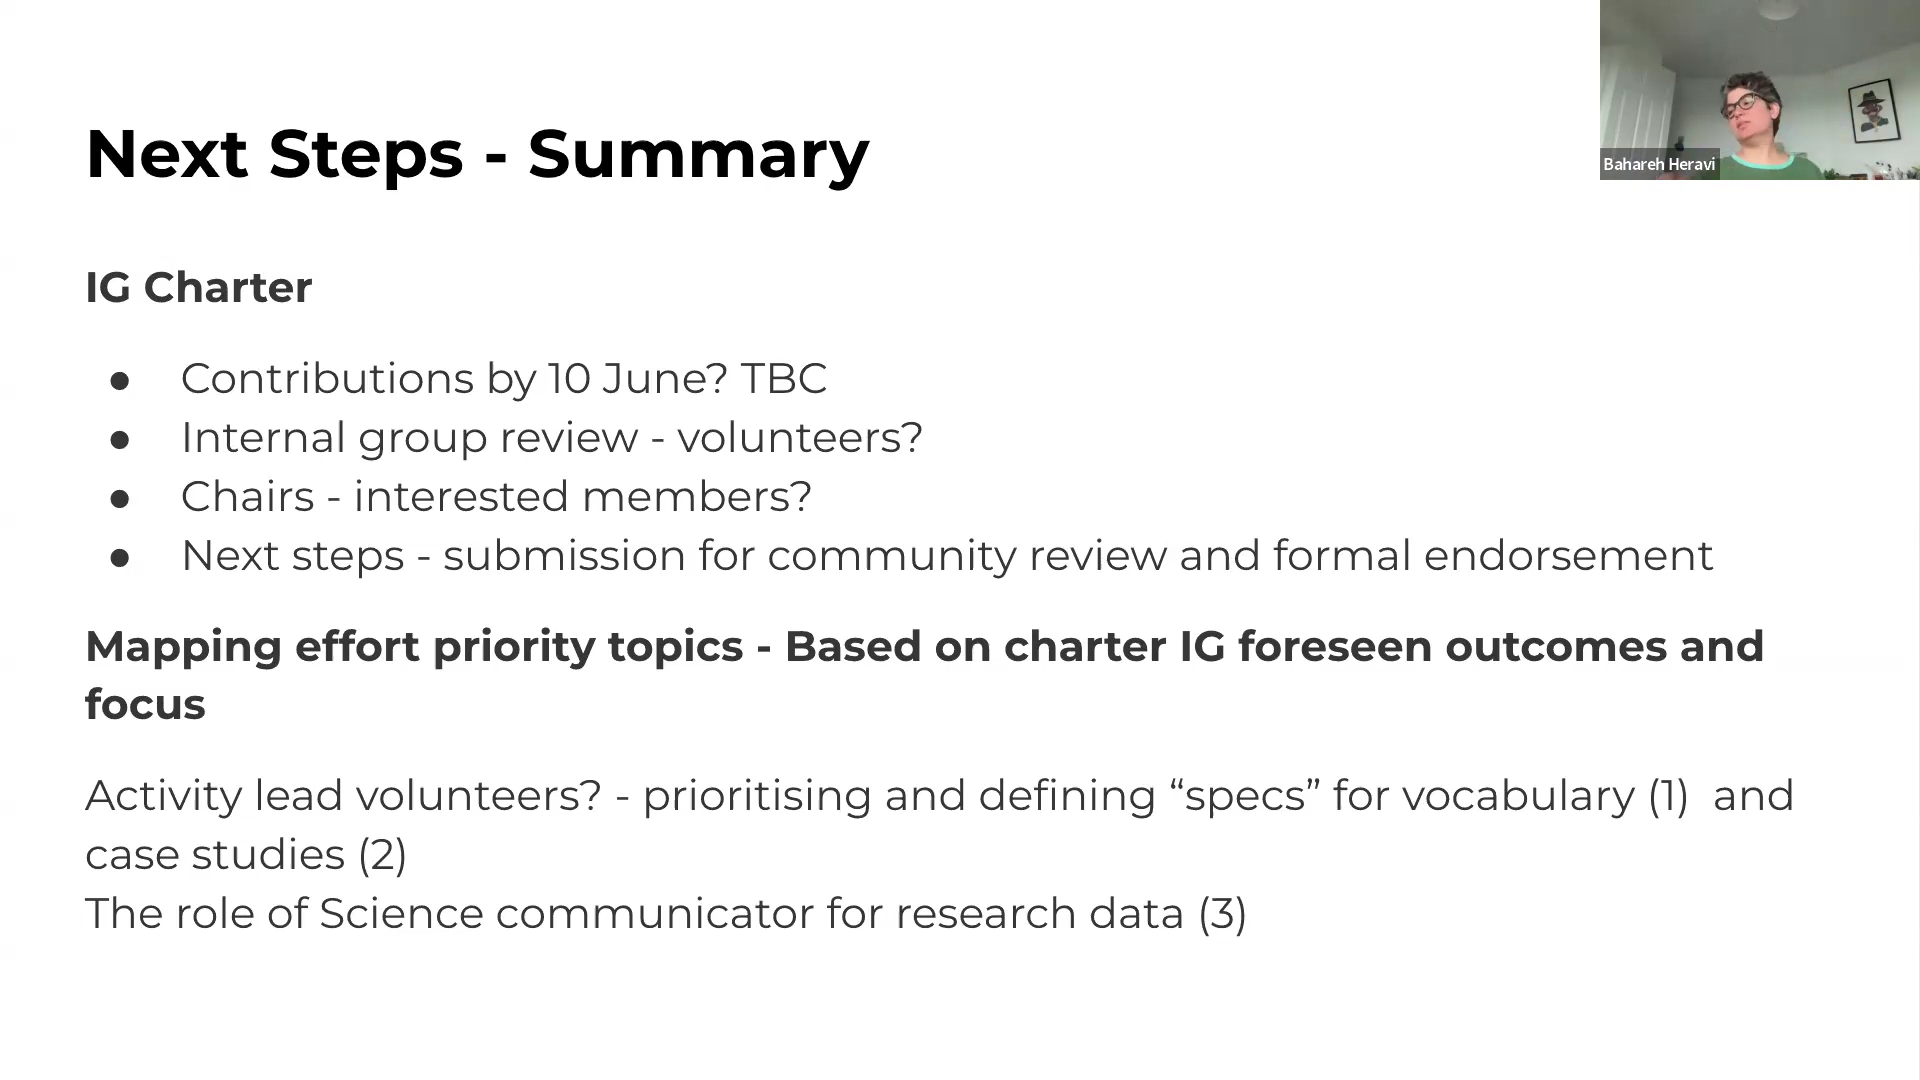 Next Steps - Summary
Bahareh Heravi
IG Charter
● Contributions by 10 June? TBC
● Internal group review - volunteers?
● Chairs - interested members?
● Next steps - submission for community review and formal endorsement
Mapping effort priority topics - Based on charter IG foreseen outcomes and
focus
Activity lead volunteers? - prioritising and defining “specs” for vocabulary (1)  and
case studies (2)
The role of Science communicator for research data (3)